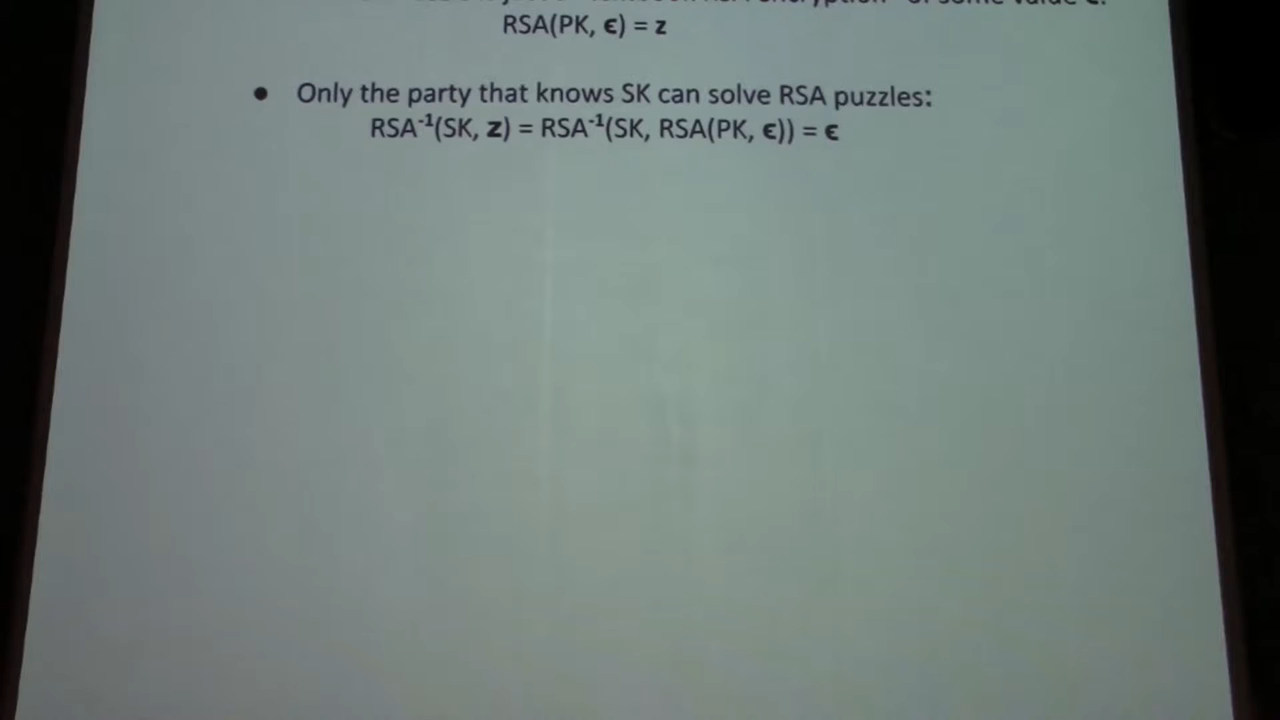 RSA(PK, ϵ) = z
• Only the party that knows SK can solve RSA puzzles:
RSA⁻¹(SK, z) = RSA⁻¹(SK, RSA(PK, ϵ)) = ϵ